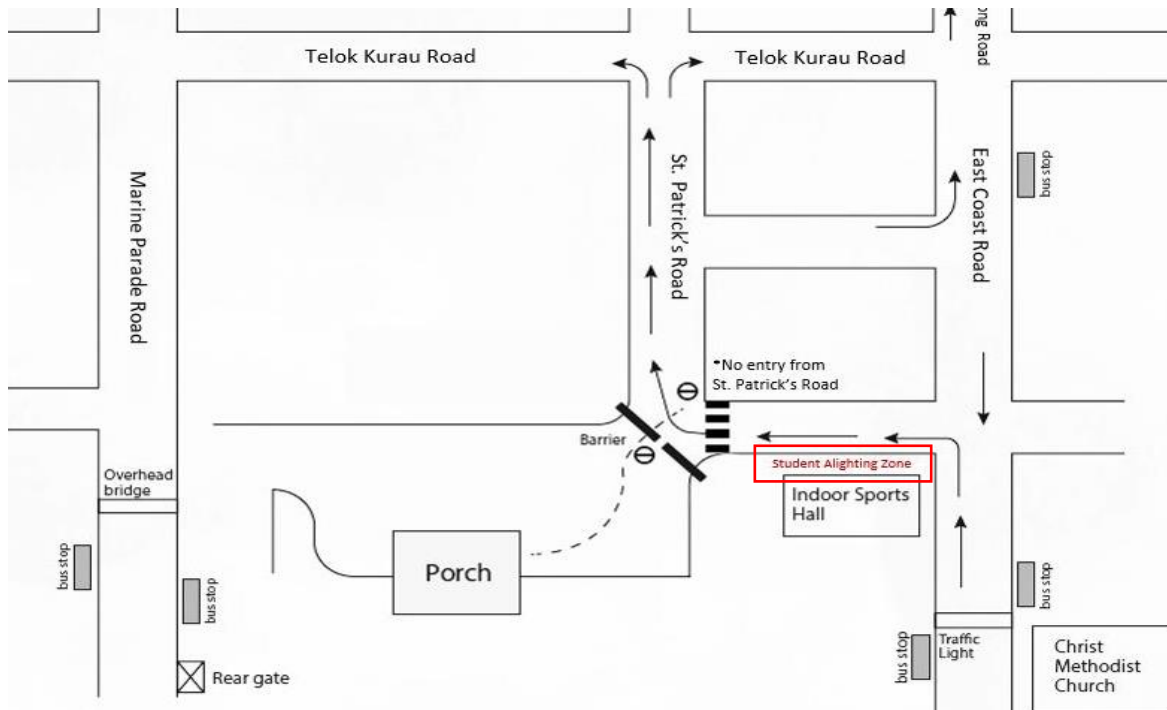 Telok Kurau Road
Telok Kurau Road
ong Road
Marine Parade Road
St. Patrick's Road
East Coast Road
bus stop
*No entry from
St. Patrick's Road
Barrier
Student Alighting Zone
Indoor Sports
Hall
Overhead
bridge
Porch
bus stop
bus stop
bus stop
bus stop
Traffic
Light
Christ
Methodist
Church
Rear gate